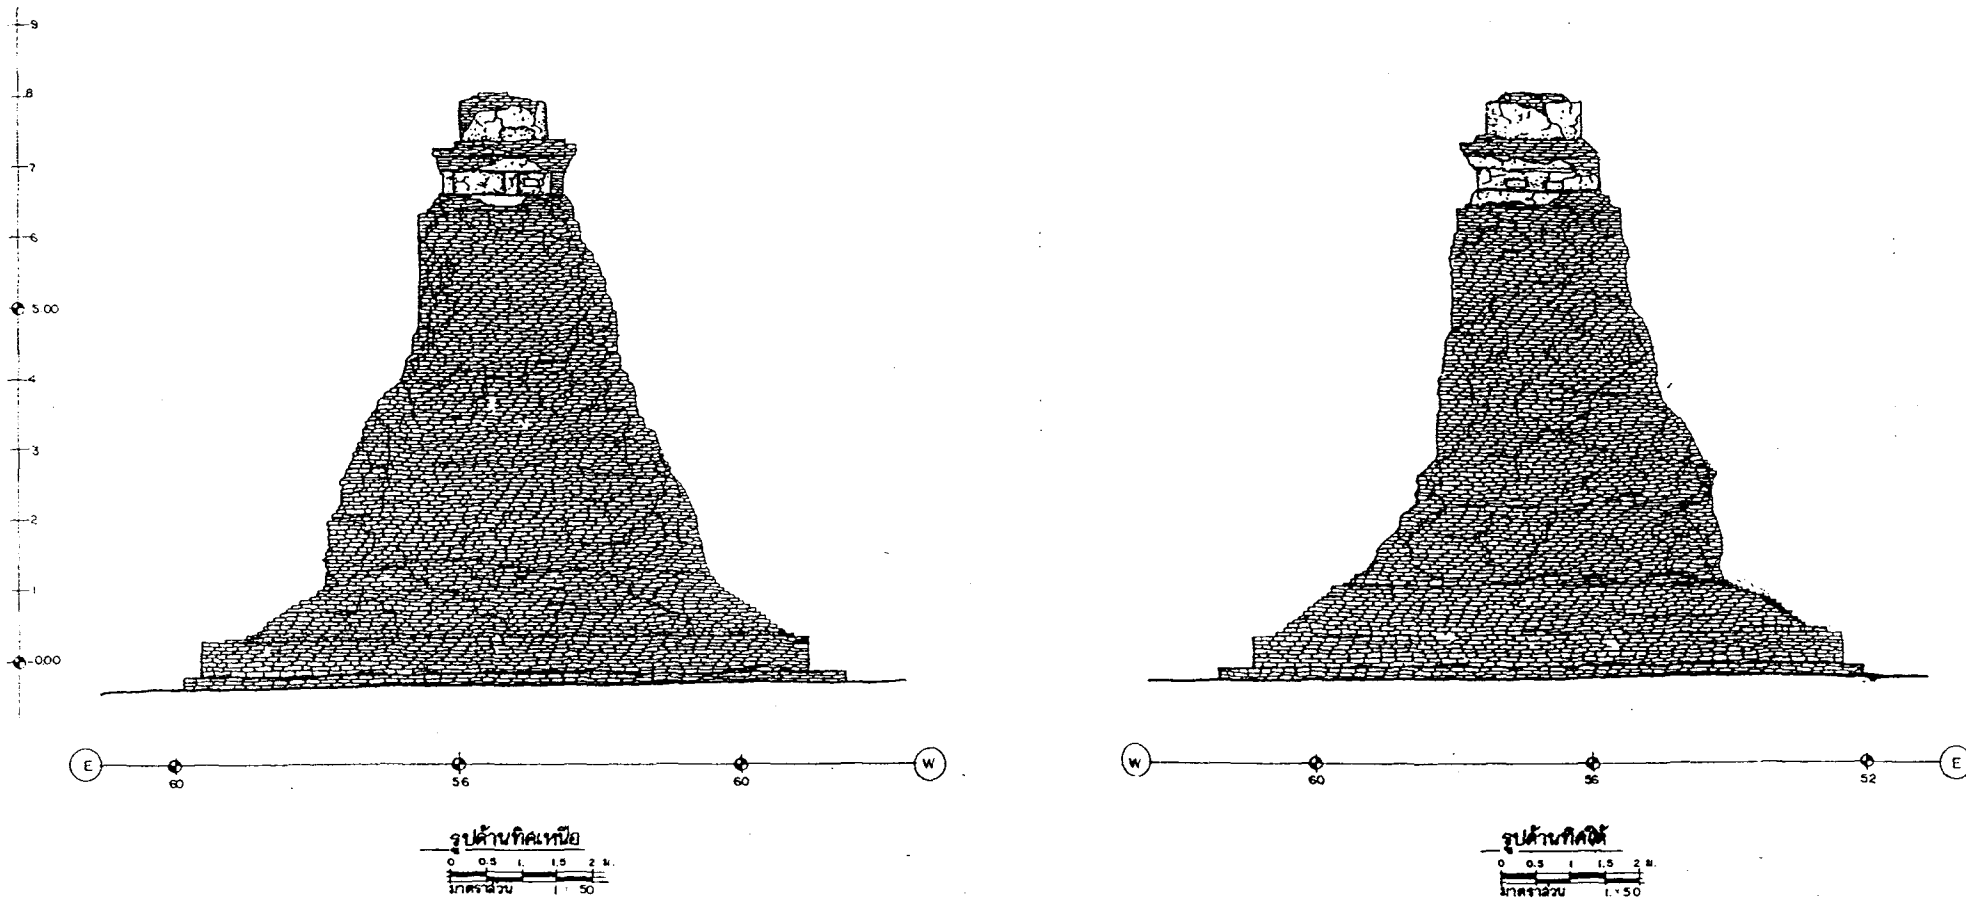 9
8
7
6
5.00
4
3
2
1
-0.00
E W
60 56 60
W E
60 56 52
รูปด้านทิศเหนือ
0 0.5 1. 1.5 2 ม.
มาตราส่วน 1 : 50
รูปด้านทิศใต้
0 0.5 1 1.5 2 ม.
มาตราส่วน 1 : 50